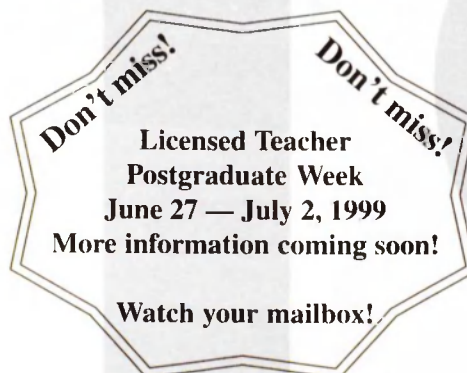 Don't miss!
Don't miss!
Licensed Teacher
Postgraduate Week
June 27 — July 2, 1999
More information coming soon!
Watch your mailbox!